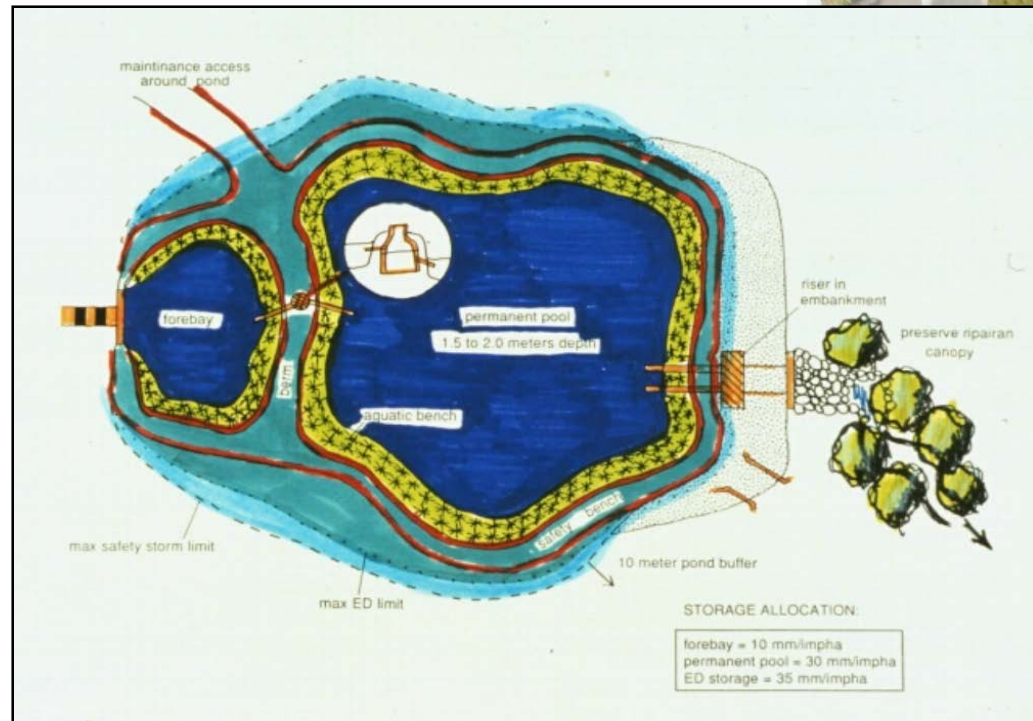 maintinance access
around pond
forebay
permanent pool
1.5 to 2.0 meters depth
berm
aquatic bench
safety bench
riser in
embankment
preserve ripairan
canopy
max safety storm limit
max ED limit
10 meter pond buffer
STORAGE ALLOCATION:
forebay = 10 mm/impha
permanent pool = 30 mm/impha
ED storage = 35 mm/impha